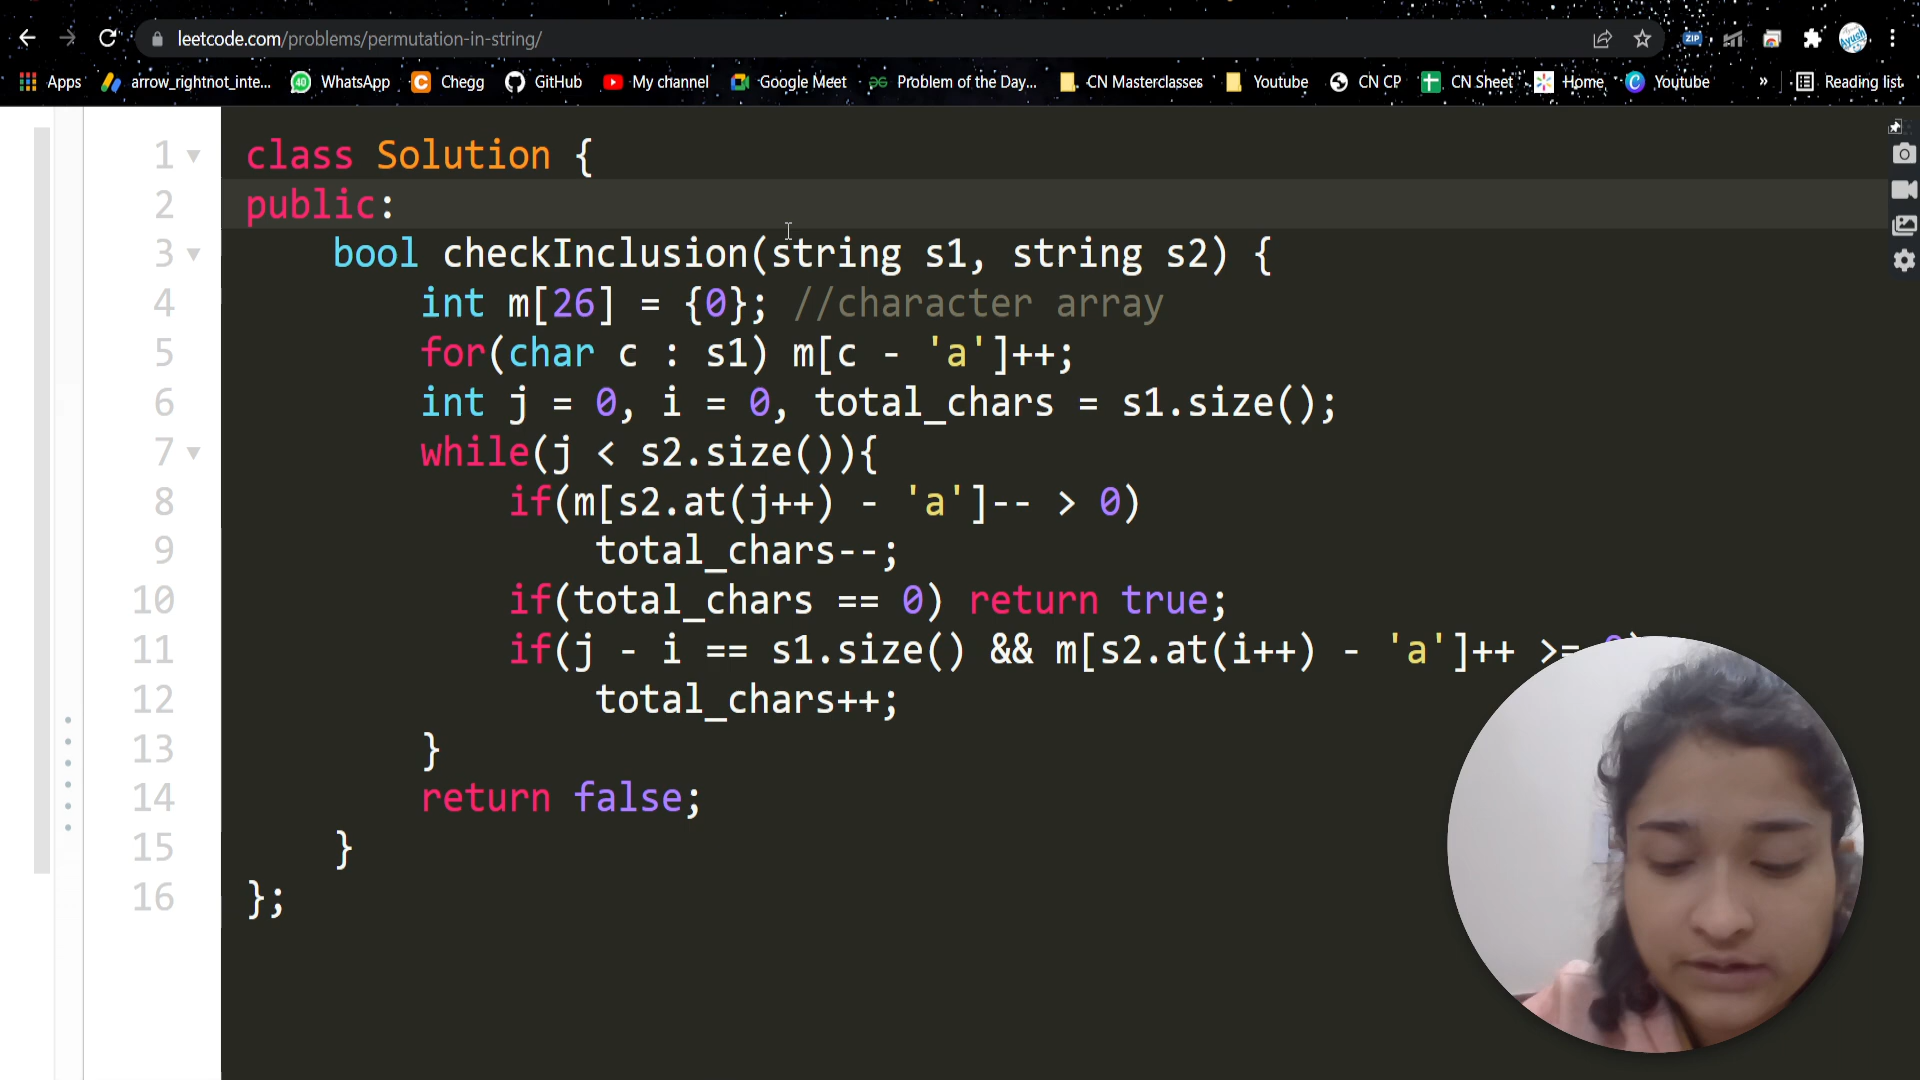 leetcode.com/problems/permutation-in-string/
Apps arrow_rightnot_inte... WhatsApp Chegg GitHub My channel Google Meet Problem of the Day... CN Masterclasses Youtube CN CP CN Sheet Home Youtube » Reading list
1 class Solution {
2 public:
3 bool checkInclusion(string s1, string s2) {
4 int m[26] = {0}; //character array
5 for(char c : s1) m[c - 'a']++;
6 int j = 0, i = 0, total_chars = s1.size();
7 while(j < s2.size()){
8 if(m[s2.at(j++) - 'a']-- > 0)
9 total_chars--;
10 if(total_chars == 0) return true;
11 if(j - i == s1.size() && m[s2.at(i++) - 'a']++ >= 0)
12 total_chars++;
13 }
14 return false;
15 }
16 };